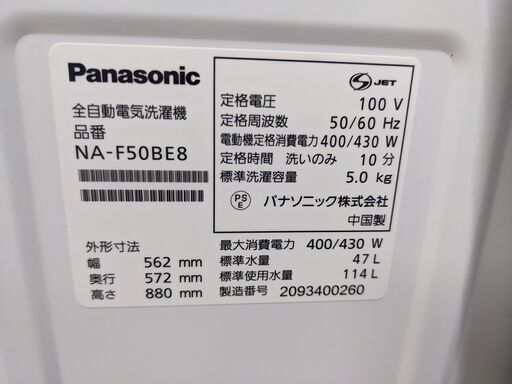 Panasonic
全自動電気洗濯機
品番
NA-F50BE8
外形寸法
幅 562 mm
奥行 572 mm
高さ 880 mm
S JET
定格電圧 100 V
定格周波数 50/60 Hz
電動機定格消費電力 400/430 W
定格時間 洗いのみ 10 分
標準洗濯容量 5.0 kg
PS E パナソニック株式会社
中国製
最大消費電力 400/430 W
標準水量 47 L
標準使用水量 114 L
製造番号 2093400260